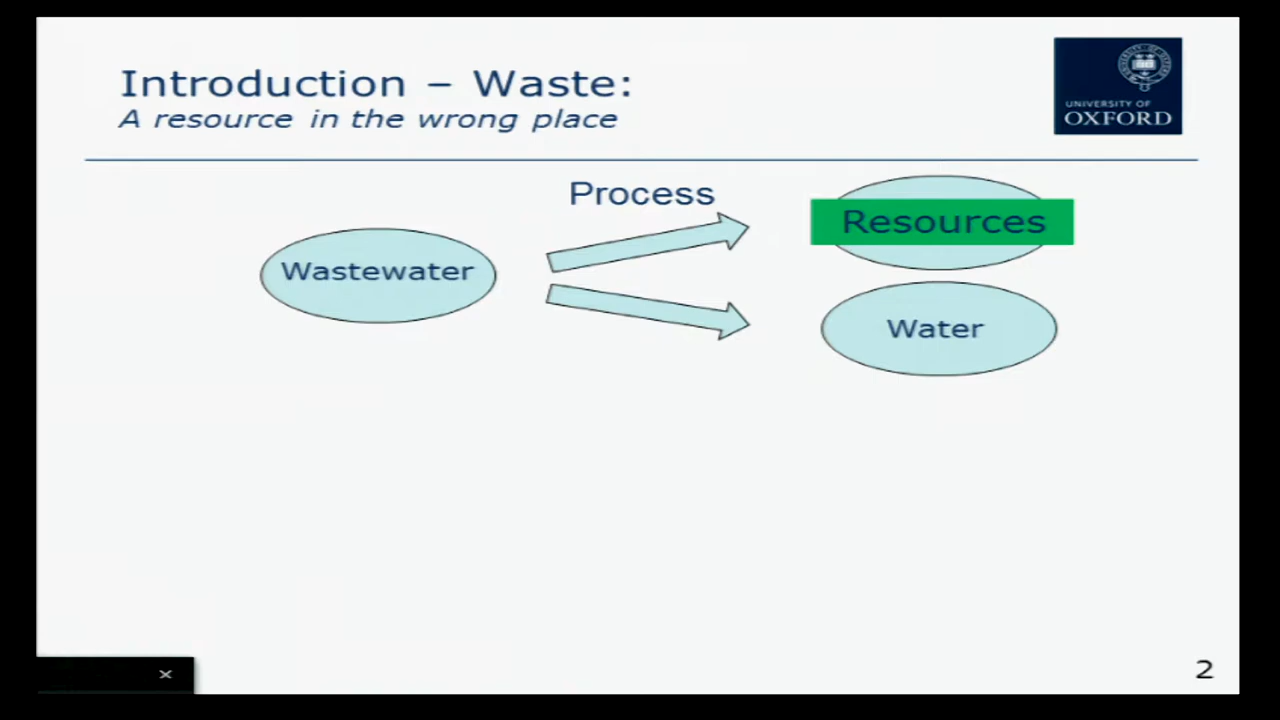 Introduction – Waste:
A resource in the wrong place
UNIVERSITY OF
OXFORD
Process
Resources
Wastewater
Water
2